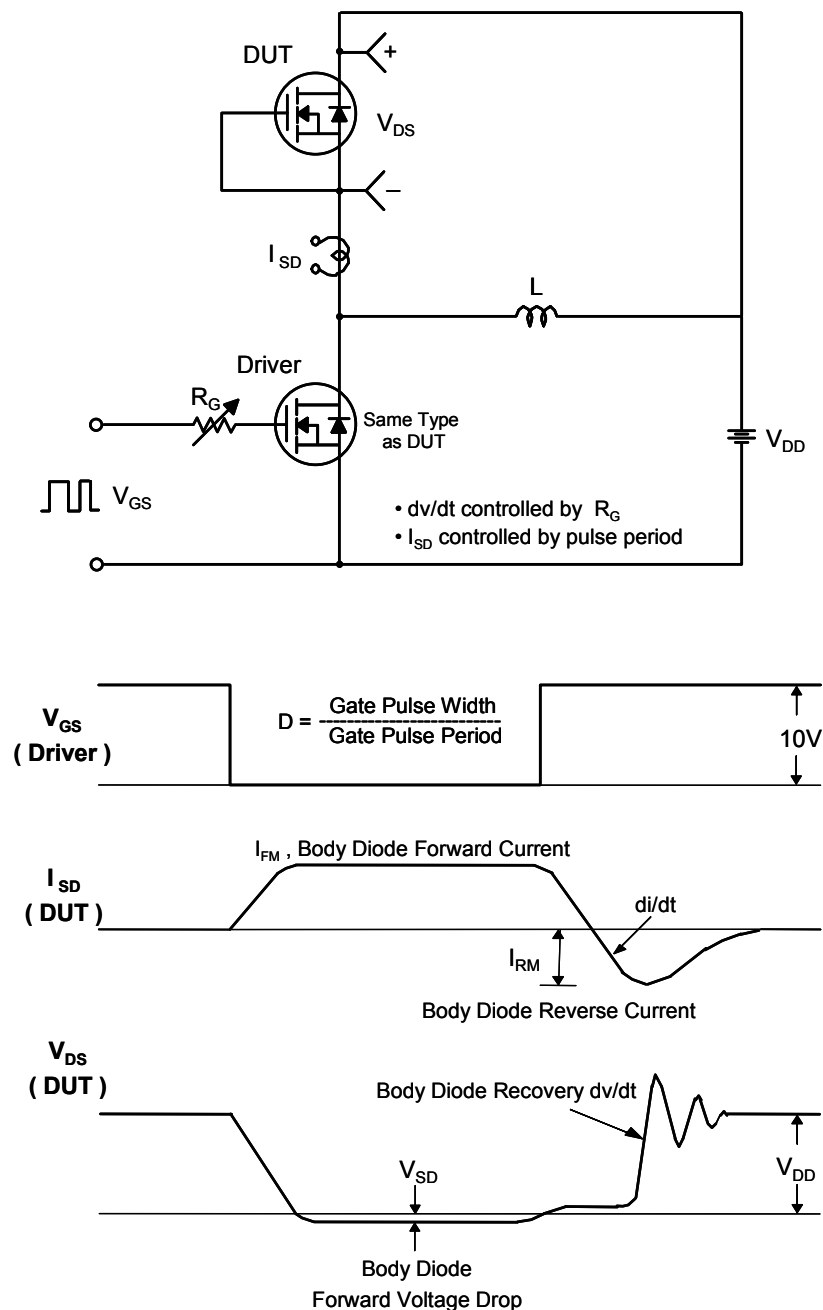 DUT
+
V_DS
−
I_SD
L
Driver
R_G
Same Type
as DUT
V_DD
V_GS
• dv/dt controlled by R_G
• I_SD controlled by pulse period
V_GS
( Driver )
D = Gate Pulse Width
Gate Pulse Period
10V
I_FM , Body Diode Forward Current
I_SD
( DUT )
di/dt
I_RM
Body Diode Reverse Current
V_DS
( DUT )
Body Diode Recovery dv/dt
V_SD
V_DD
Body Diode
Forward Voltage Drop